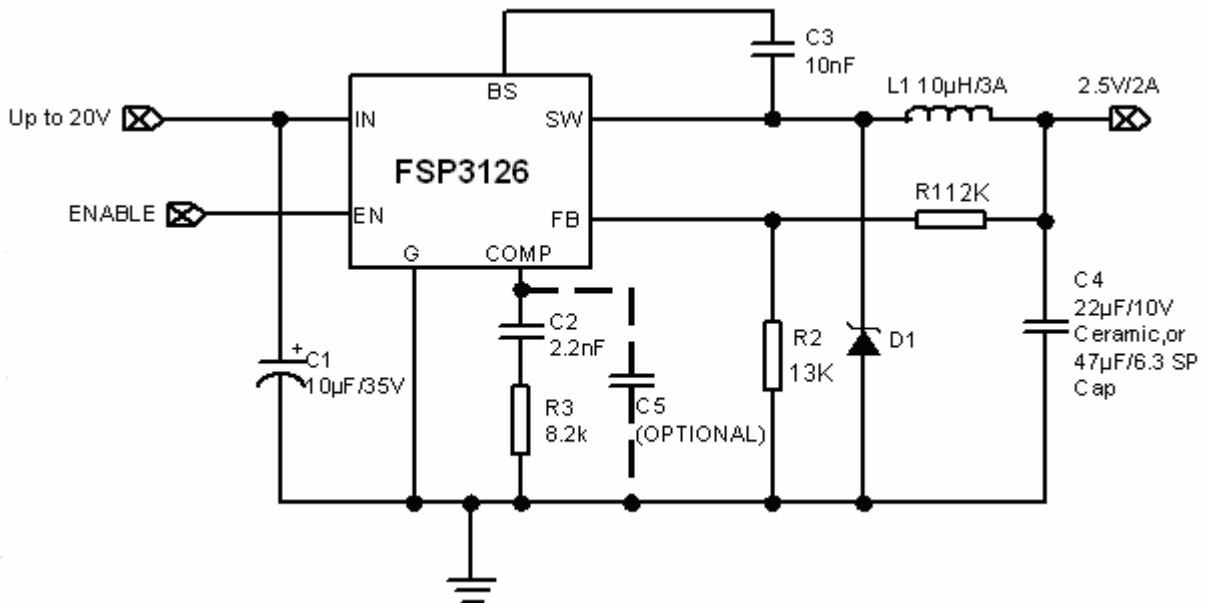 C3
10nF
BS
L1 10µH/3A
2.5V/2A
Up to 20V
IN
SW
FSP3126
R112K
ENABLE
EN
FB
G
COMP
C4
22µF/10V
Ceramic,or
47µF/6.3 SP
Cap
C2
2.2nF
R2
13K
D1
+
C1
10µF/35V
R3
8.2k
C5
(OPTIONAL)